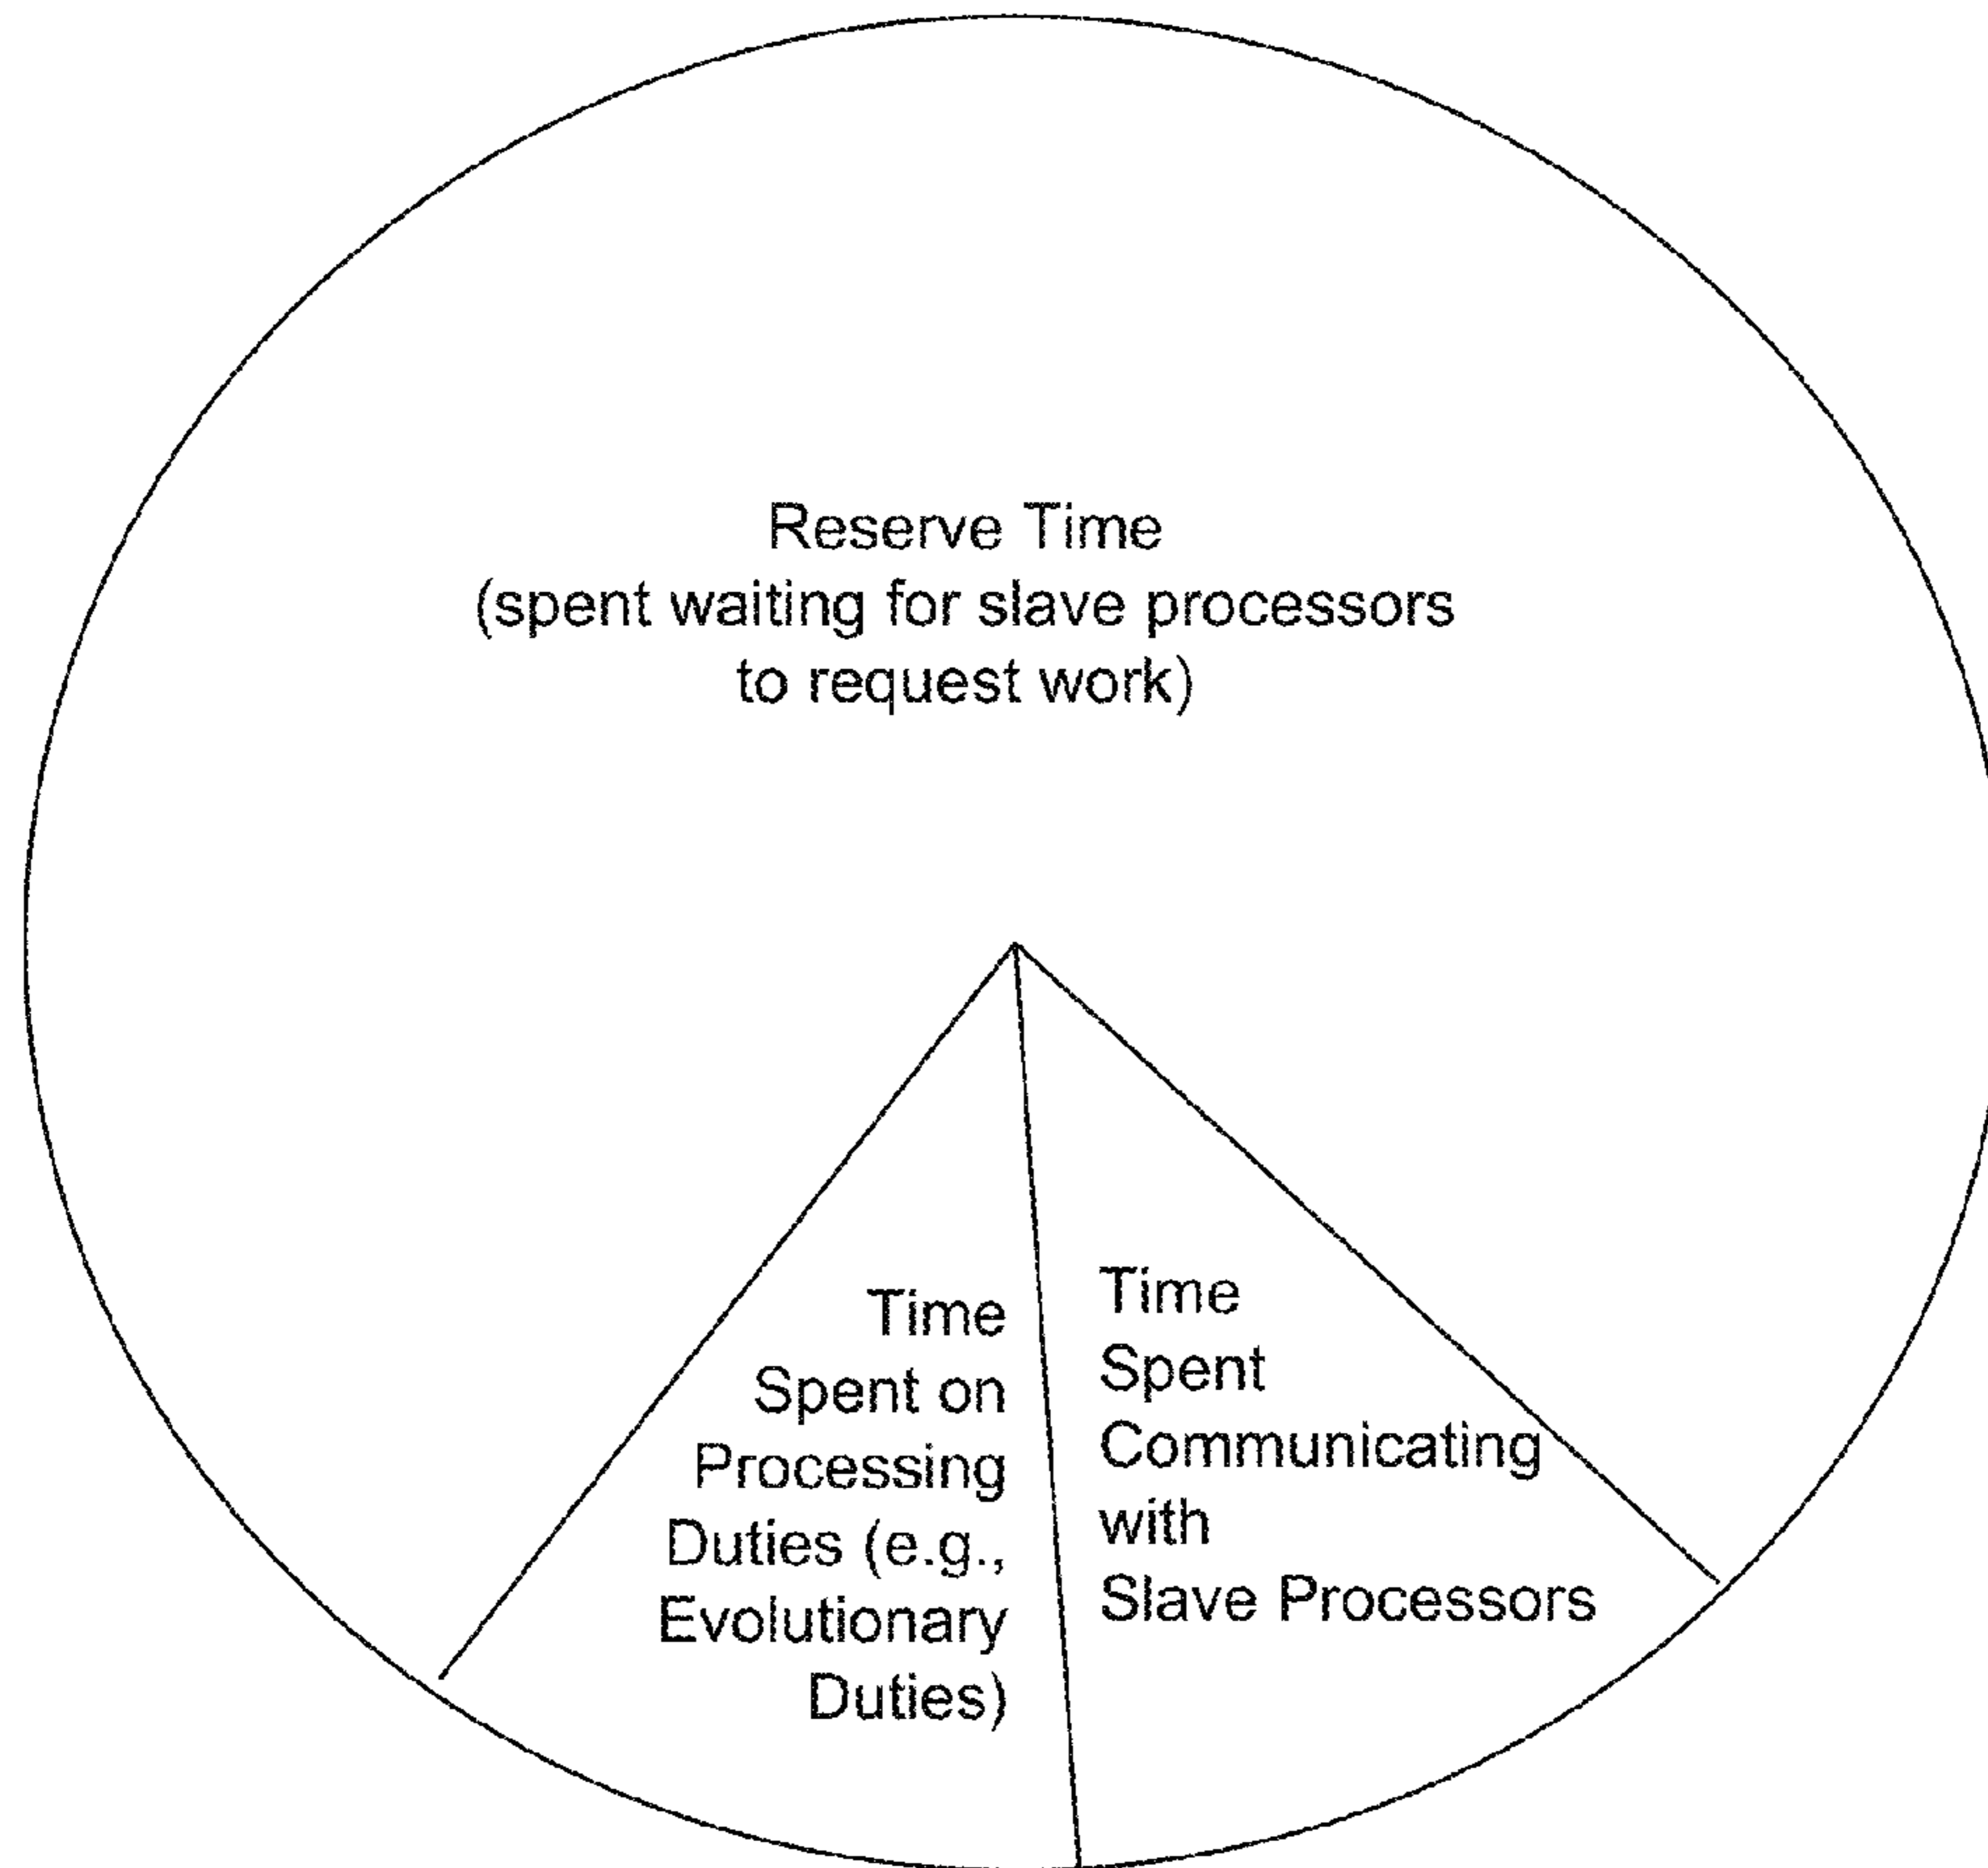 Reserve Time
(spent waiting for slave processors
to request work)
Time
Spent on
Processing
Duties (e.g.,
Evolutionary
Duties)
Time
Spent
Communicating
with
Slave Processors